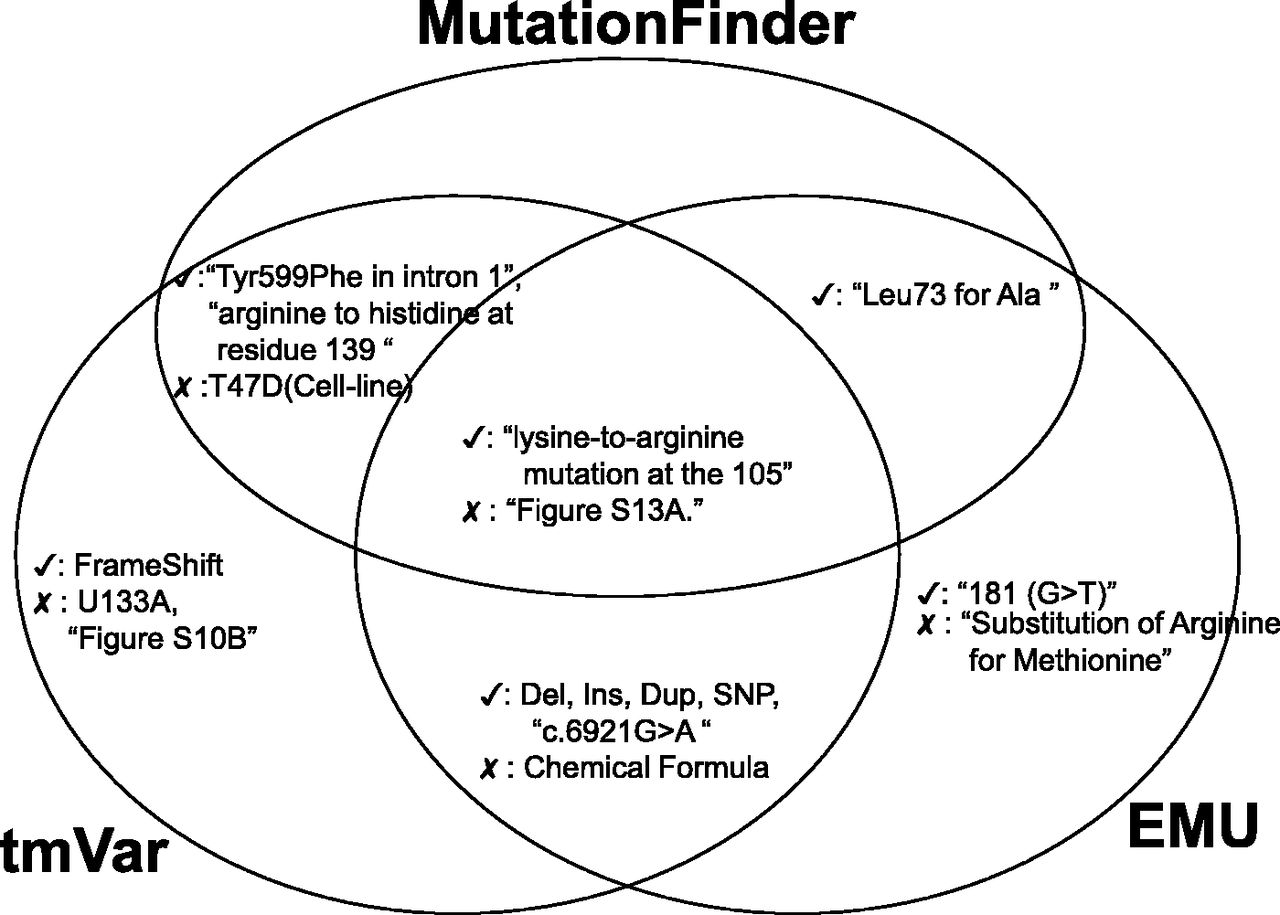 MutationFinder
✓:“Tyr599Phe in intron 1”,
“arginine to histidine at
residue 139 “
✗ :T47D(Cell-line)
✓: “Leu73 for Ala ”
✓: “lysine-to-arginine
mutation at the 105”
✗ : “Figure S13A.”
✓: FrameShift
✗ : U133A,
“Figure S10B”
✓: “181 (G>T)”
✗ : “Substitution of Arginine
for Methionine”
✓: Del, Ins, Dup, SNP,
“c.6921G>A “
✗ : Chemical Formula
tmVar
EMU